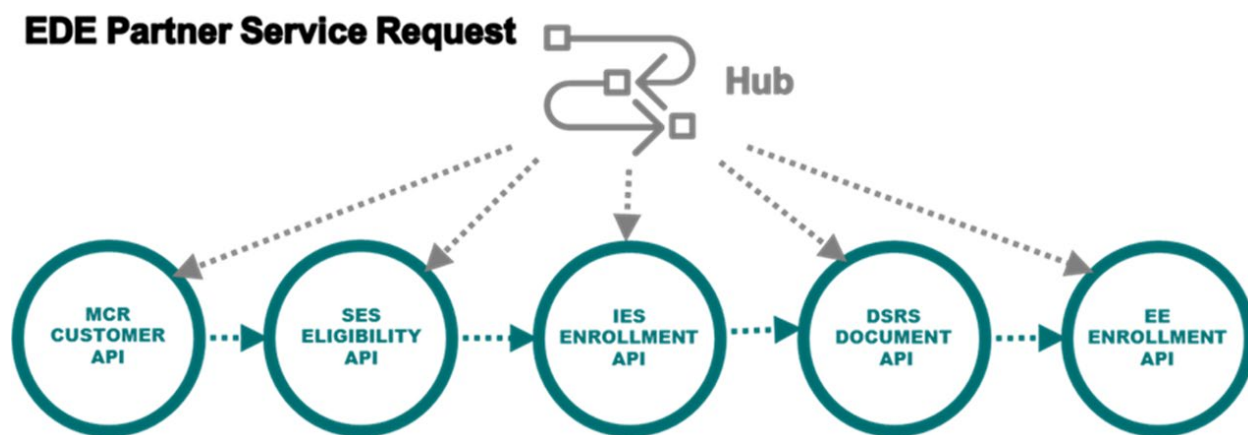 EDE Partner Service Request
Hub
MCR
CUSTOMER
API
SES
ELIGIBILITY
API
IES
ENROLLMENT
API
DSRS
DOCUMENT
API
EE
ENROLLMENT
API